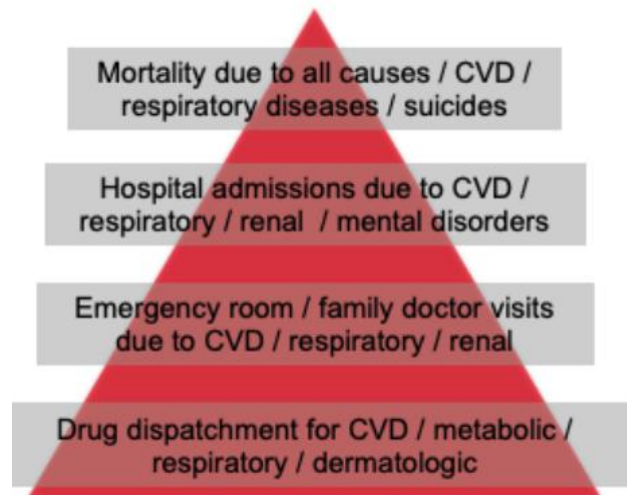 Mortality due to all causes / CVD /
respiratory diseases / suicides
Hospital admissions due to CVD /
respiratory / renal / mental disorders
Emergency room / family doctor visits
due to CVD / respiratory / renal
Drug dispatchment for CVD / metabolic /
respiratory / dermatologic